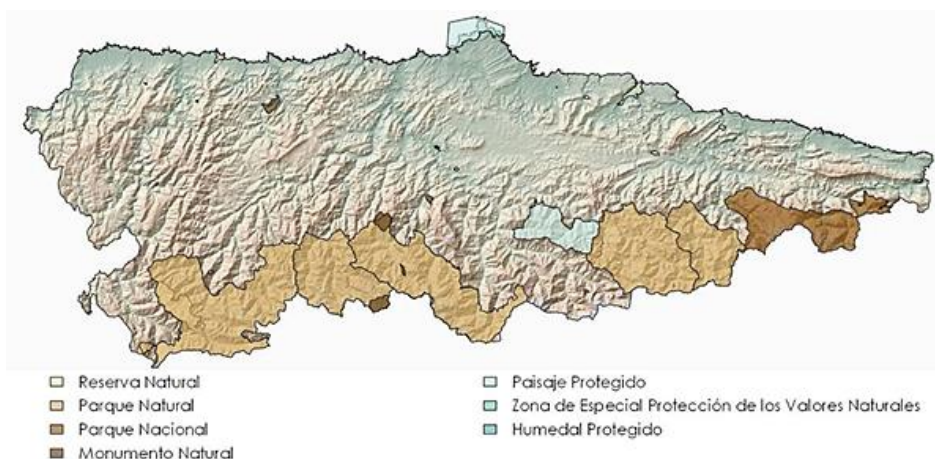 Reserva Natural
Parque Natural
Parque Nacional
Monumento Natural
Paisaje Protegido
Zona de Especial Protección de los Valores Naturales
Humedal Protegido